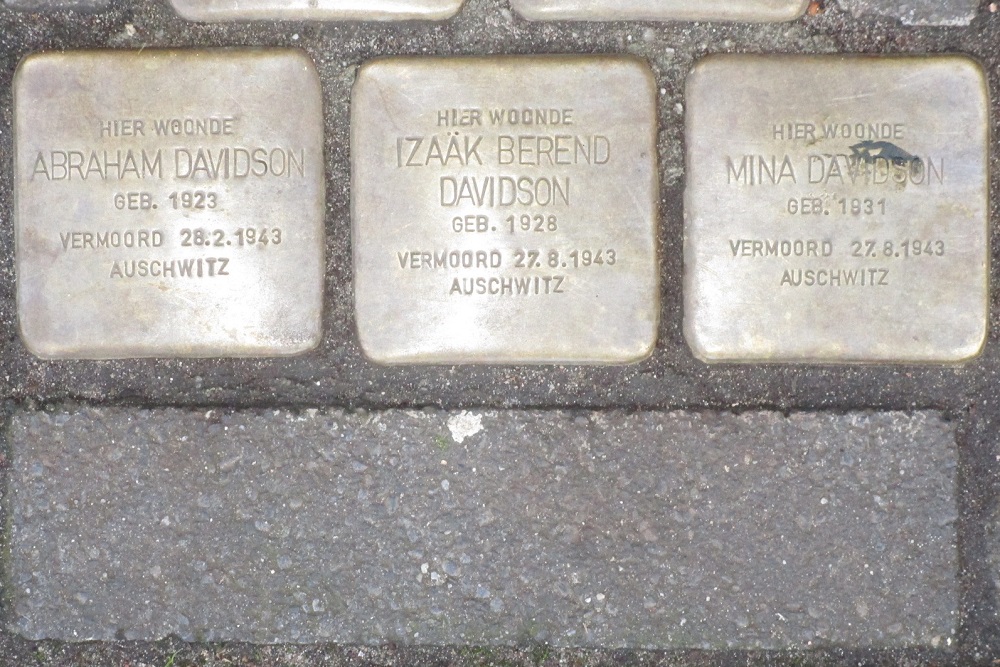 HIER WOONDE
ABRAHAM DAVIDSON
GEB. 1923
VERMOORD 28.2.1943
AUSCHWITZ
HIER WOONDE
IZAÄK BEREND
DAVIDSON
GEB. 1928
VERMOORD 27.8.1943
AUSCHWITZ
HIER WOONDE
MINA DAVIDSON
GEB. 1931
VERMOORD 27.8.1943
AUSCHWITZ